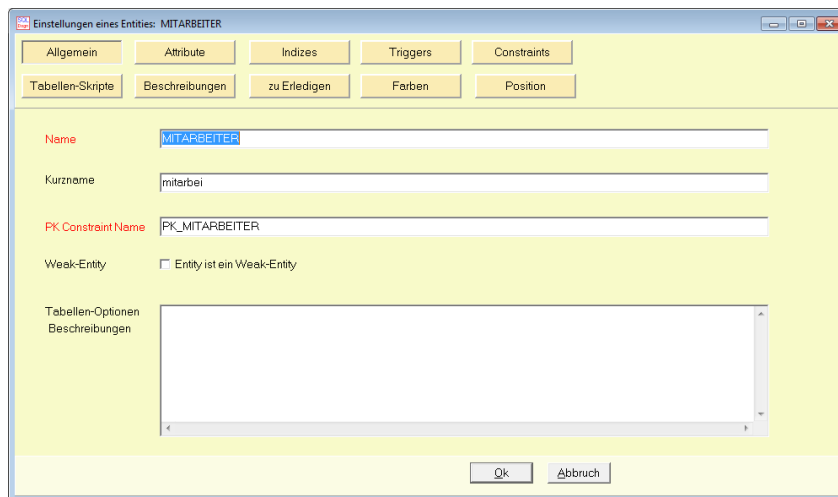 Einstellungen eines Entities: MITARBEITER
Allgemein Attribute Indizes Triggers Constraints
Tabellen-Skripte Beschreibungen zu Erledigen Farben Position
Name MITARBEITER
Kurzname mitarbei
PK Constraint Name PK_MITARBEITER
Weak-Entity Entity ist ein Weak-Entity
Tabellen-Optionen
Beschreibungen
Ok Abbruch